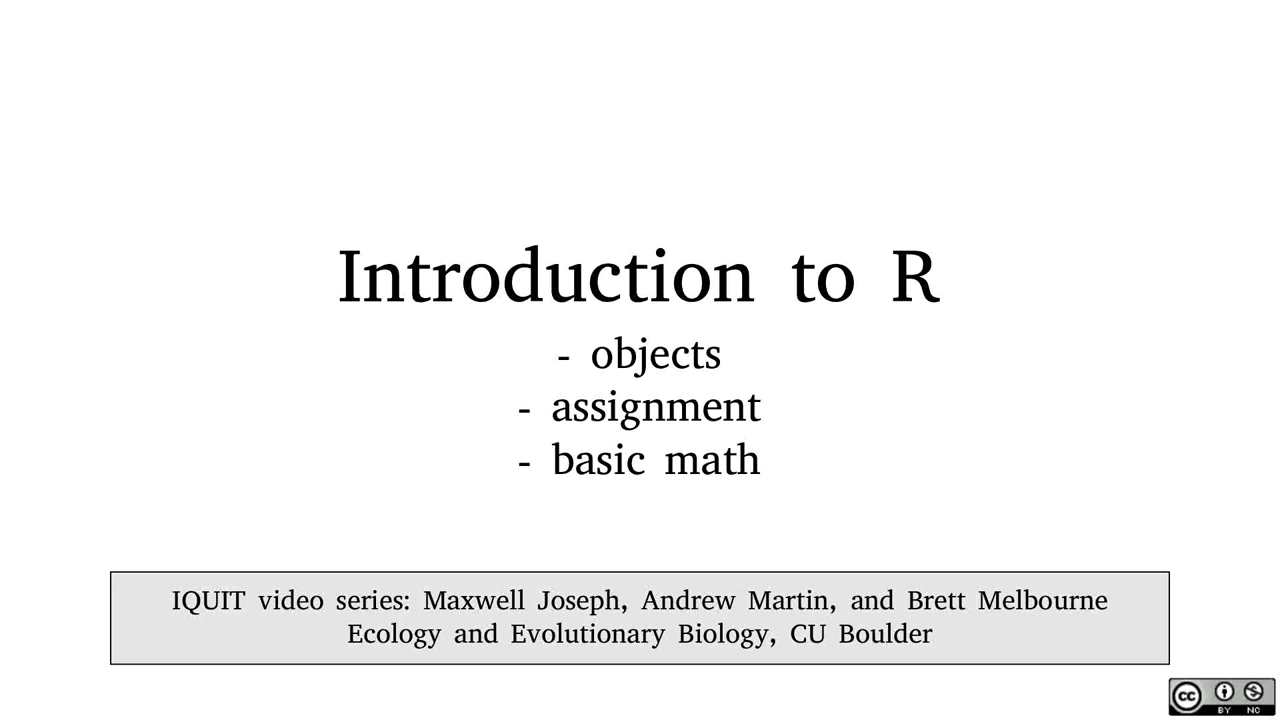 Introduction to R
- objects
- assignment
- basic math
IQUIT video series: Maxwell Joseph, Andrew Martin, and Brett Melbourne
Ecology and Evolutionary Biology, CU Boulder
cc
BY NC